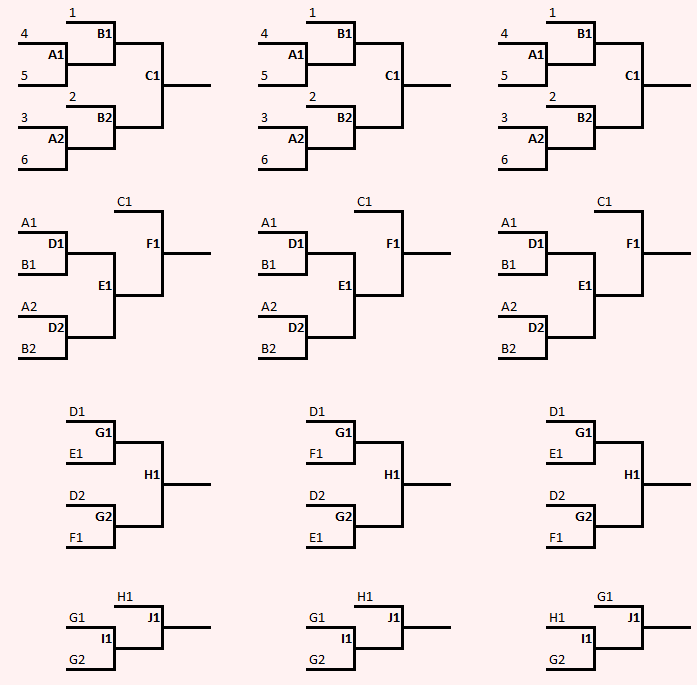 1 1 1
4 B1 4 B1 4 B1
A1 A1 A1
5 C1 5 C1 5 C1
2 2 2
3 B2 3 B2 3 B2
A2 A2 A2
6 6 6
C1 C1 C1
A1 A1 A1
D1 F1 D1 F1 D1 F1
B1 B1 B1
E1 E1 E1
A2 A2 A2
D2 D2 D2
B2 B2 B2
D1 D1 D1
G1 G1 G1
E1 F1 E1
H1 H1 H1
D2 D2 D2
G2 G2 G2
F1 E1 F1
H1 H1 G1
G1 J1 G1 J1 H1 J1
I1 I1 I1
G2 G2 G2